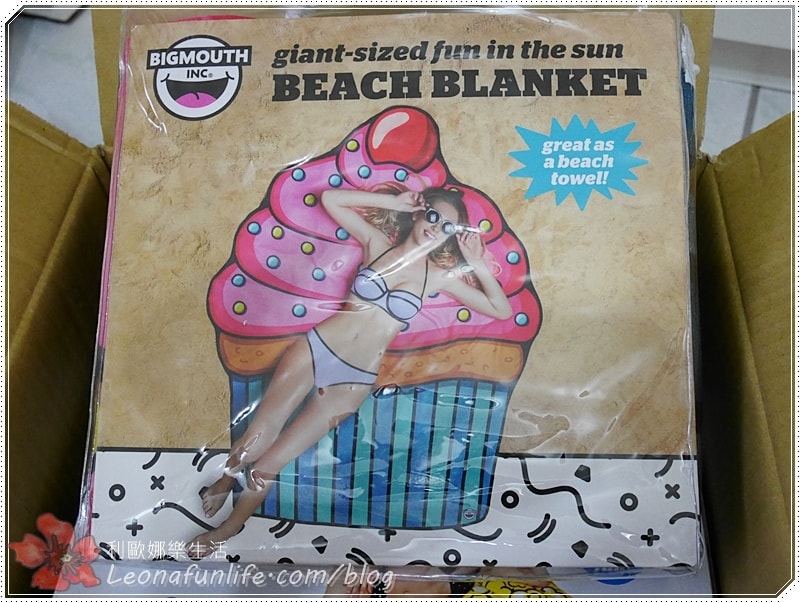 BIGMOUTH
INC®
giant-sized fun in the sun
BEACH BLANKET
great as
a beach
towel!
利歐娜樂生活
Leonafunlife.com/blog